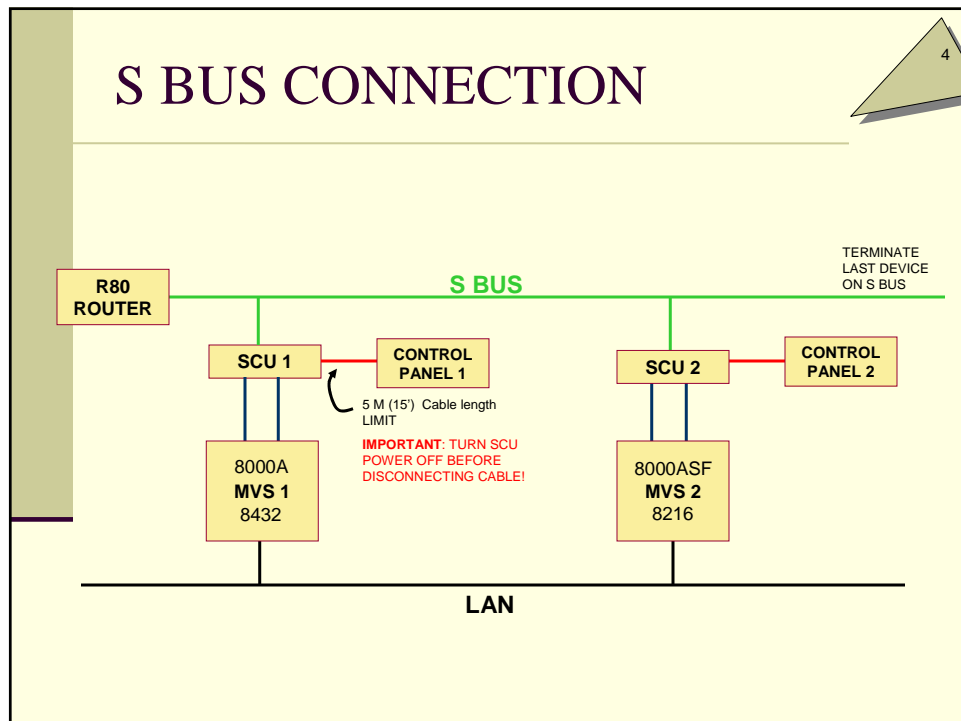 S BUS CONNECTION
4
TERMINATE
LAST DEVICE
ON S BUS
R80
ROUTER
S BUS
SCU 1
CONTROL
PANEL 1
SCU 2
CONTROL
PANEL 2
5 M (15') Cable length
LIMIT
IMPORTANT: TURN SCU
POWER OFF BEFORE
DISCONNECTING CABLE!
8000A
MVS 1
8432
8000ASF
MVS 2
8216
LAN